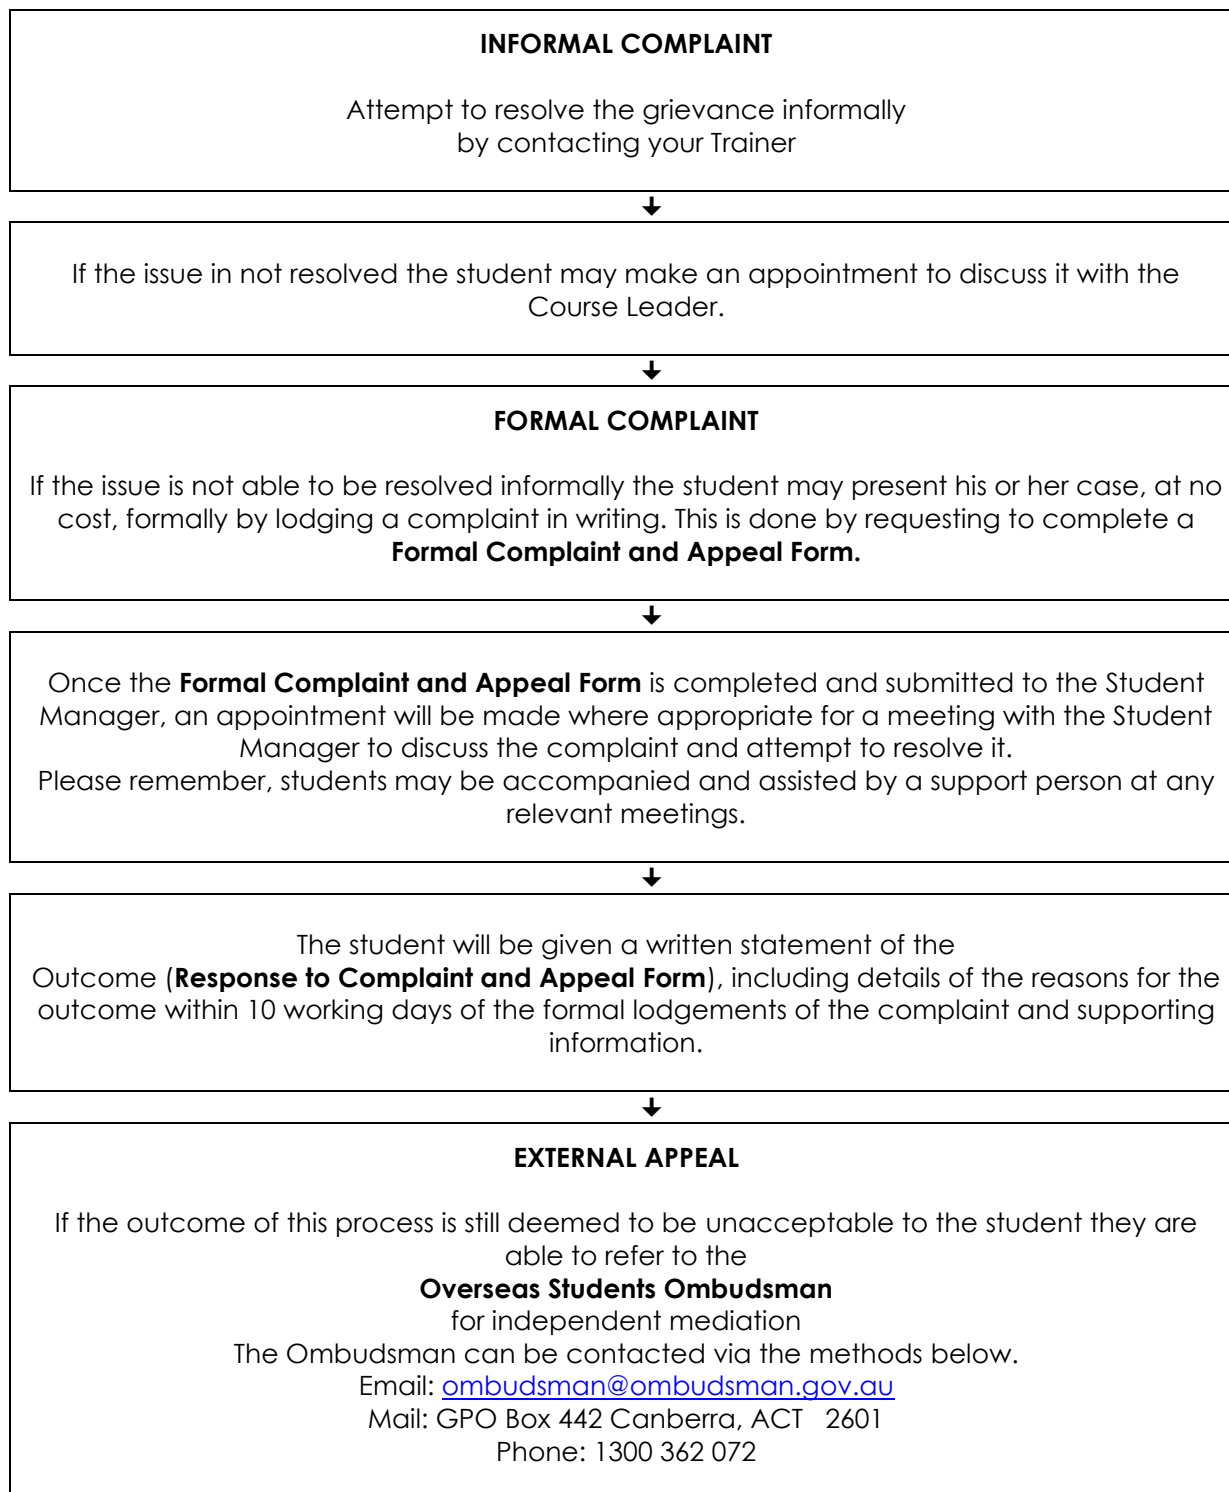 INFORMAL COMPLAINT
Attempt to resolve the grievance informally
by contacting your Trainer
If the issue in not resolved the student may make an appointment to discuss it with the
Course Leader.
FORMAL COMPLAINT
If the issue is not able to be resolved informally the student may present his or her case, at no
cost, formally by lodging a complaint in writing. This is done by requesting to complete a
Formal Complaint and Appeal Form.
Once the Formal Complaint and Appeal Form is completed and submitted to the Student
Manager, an appointment will be made where appropriate for a meeting with the Student
Manager to discuss the complaint and attempt to resolve it.
Please remember, students may be accompanied and assisted by a support person at any
relevant meetings.
The student will be given a written statement of the
Outcome (Response to Complaint and Appeal Form), including details of the reasons for the
outcome within 10 working days of the formal lodgements of the complaint and supporting
information.
EXTERNAL APPEAL
If the outcome of this process is still deemed to be unacceptable to the student they are
able to refer to the
Overseas Students Ombudsman
for independent mediation
The Ombudsman can be contacted via the methods below.
Email: ombudsman@ombudsman.gov.au
Mail: GPO Box 442 Canberra, ACT 2601
Phone: 1300 362 072